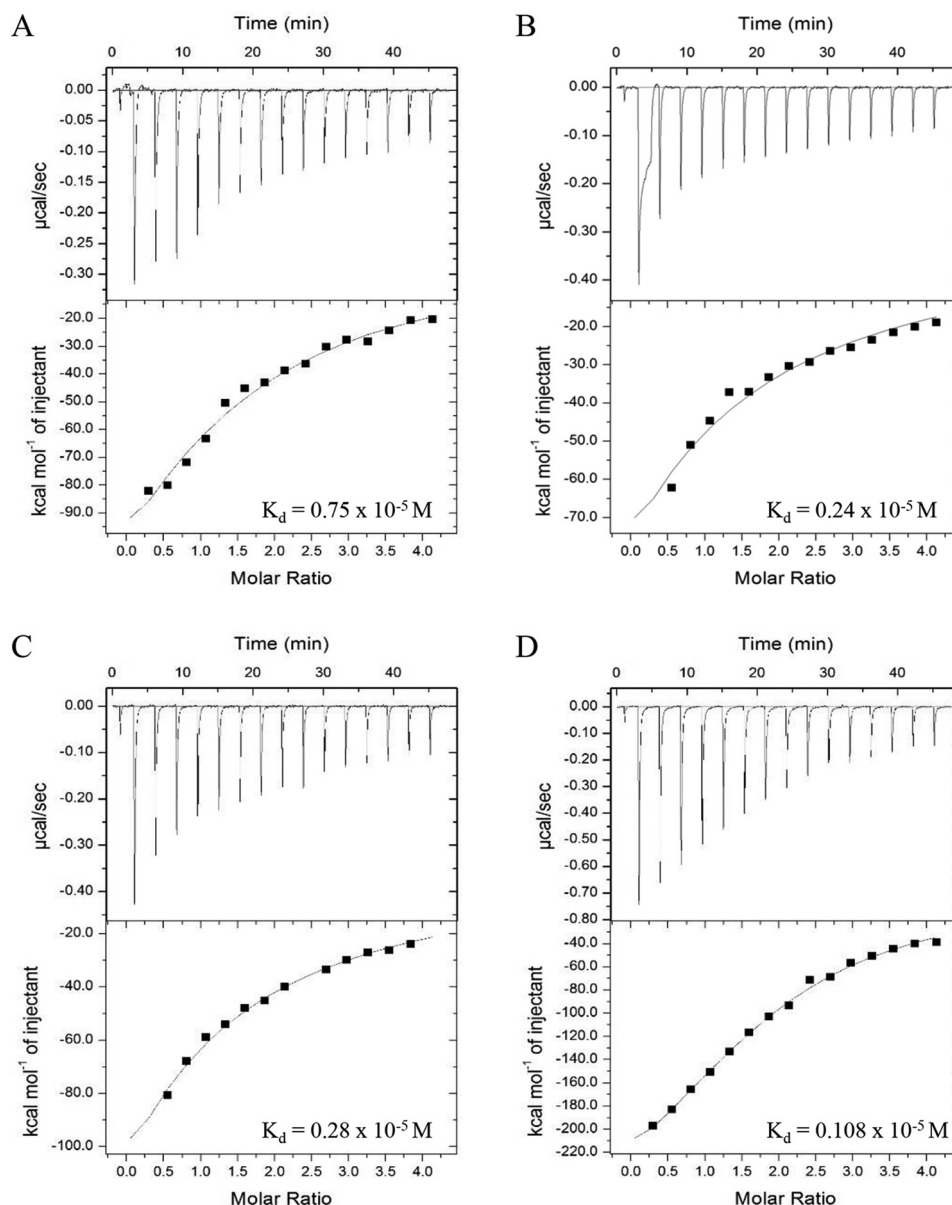 A
Time (min)
0 10 20 30 40
0.00
-0.05
-0.10
-0.15
-0.20
-0.25
-0.30
µcal/sec
-20.0
-30.0
-40.0
-50.0
-60.0
-70.0
-80.0
-90.0
kcal mol⁻¹ of injectant
K_d = 0.75 x 10⁻⁵ M
0.0 0.5 1.0 1.5 2.0 2.5 3.0 3.5 4.0
Molar Ratio
B
Time (min)
0 10 20 30 40
0.00
-0.10
-0.20
-0.30
-0.40
µcal/sec
-20.0
-30.0
-40.0
-50.0
-60.0
-70.0
kcal mol⁻¹ of injectant
K_d = 0.24 x 10⁻⁵ M
0.0 0.5 1.0 1.5 2.0 2.5 3.0 3.5 4.0
Molar Ratio
C
Time (min)
0 10 20 30 40
0.00
-0.10
-0.20
-0.30
-0.40
µcal/sec
-20.0
-40.0
-60.0
-80.0
-100.0
kcal mol⁻¹ of injectant
K_d = 0.28 x 10⁻⁵ M
0.0 0.5 1.0 1.5 2.0 2.5 3.0 3.5 4.0
Molar Ratio
D
Time (min)
0 10 20 30 40
0.00
-0.10
-0.20
-0.30
-0.40
-0.50
-0.60
-0.70
-0.80
µcal/sec
-40.0
-60.0
-80.0
-100.0
-120.0
-140.0
-160.0
-180.0
-200.0
-220.0
kcal mol⁻¹ of injectant
K_d = 0.108 x 10⁻⁵ M
0.0 0.5 1.0 1.5 2.0 2.5 3.0 3.5 4.0
Molar Ratio